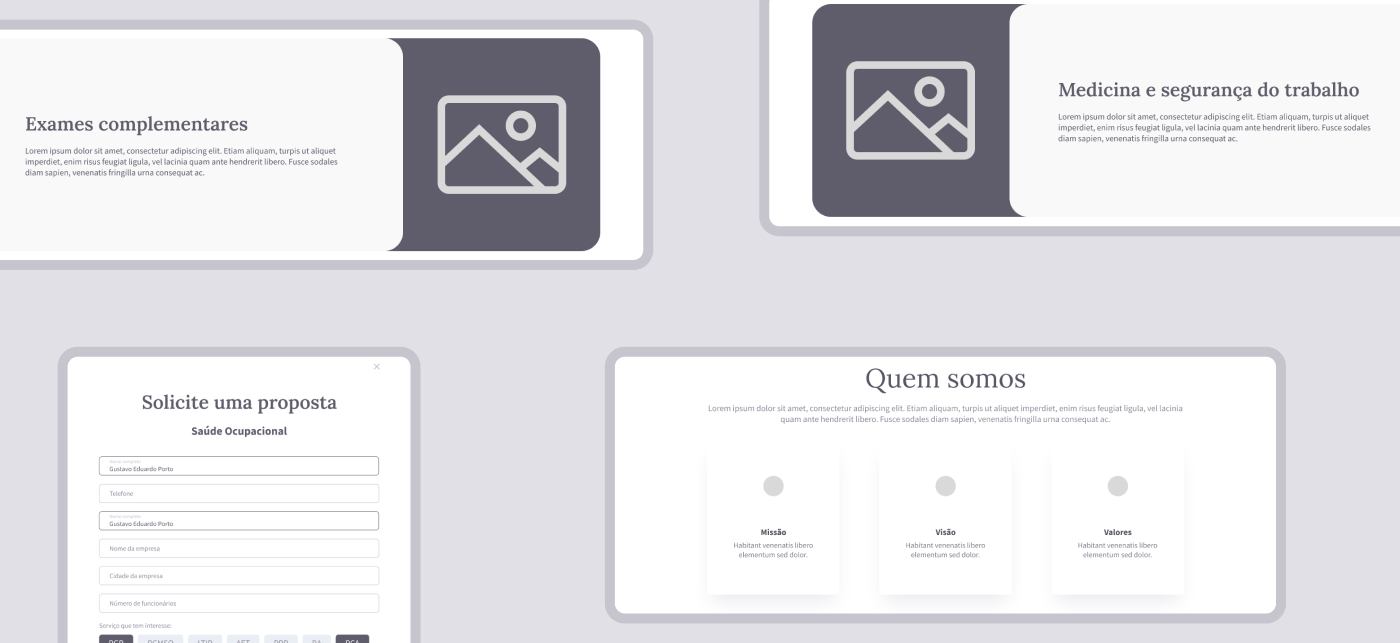 Exames complementares
Lorem ipsum dolor sit amet, consectetur adipiscing elit. Etiam aliquam, turpis ut aliquet
imperdiet, enim risus feugiat ligula, vel lacinia quam ante hendrerit libero. Fusce sodales
diam sapien, venenatis fringilla urna consequat ac.
Medicina e segurança do trabalho
Lorem ipsum dolor sit amet, consectetur adipiscing elit. Etiam aliquam, turpis ut aliquet
imperdiet, enim risus feugiat ligula, vel lacinia quam ante hendrerit libero. Fusce sodales
diam sapien, venenatis fringilla urna consequat ac.
Solicite uma proposta
Saúde Ocupacional
Nome completo
Gustavo Eduardo Porto
Telefone
Nome completo
Gustavo Eduardo Porto
Nome da empresa
Cidade da empresa
Número de funcionários
Serviço que tem interesse:
PGR PCMSO LTIP AET PPP PA PCA
Quem somos
Lorem ipsum dolor sit amet, consectetur adipiscing elit. Etiam aliquam, turpis ut aliquet imperdiet, enim risus feugiat ligula, vel lacinia
quam ante hendrerit libero. Fusce sodales diam sapien, venenatis fringilla urna consequat ac.
Missão
Habitant venenatis libero
elementum sed dolor.
Visão
Habitant venenatis libero
elementum sed dolor.
Valores
Habitant venenatis libero
elementum sed dolor.